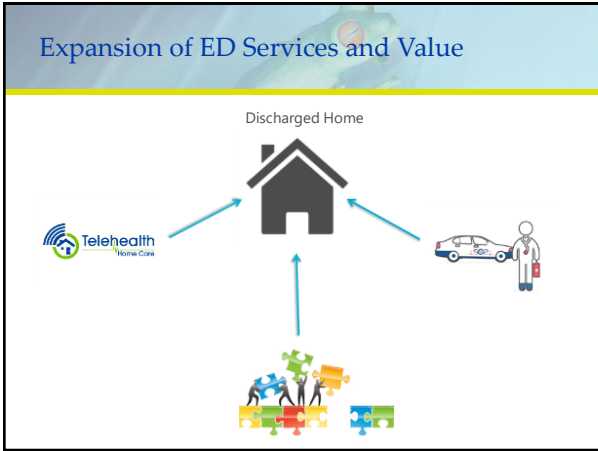 Expansion of ED Services and Value
Discharged Home
Telehealth
Home Care